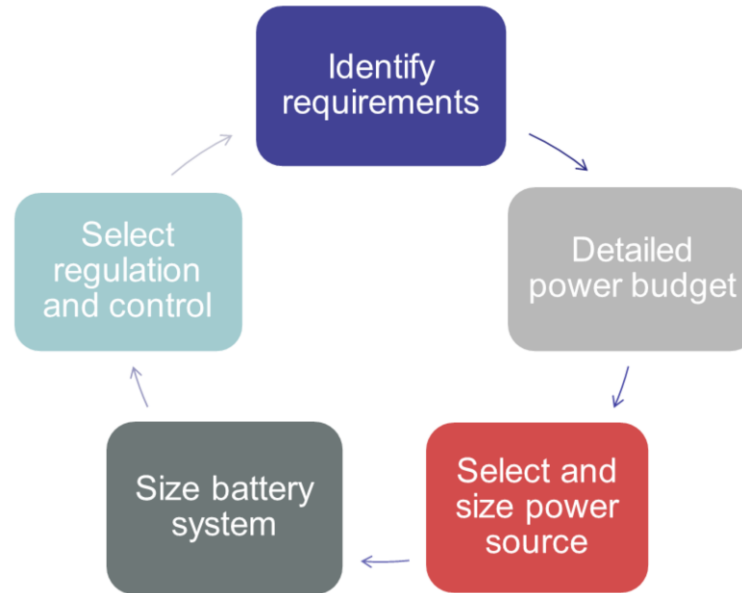 Identify
requirements
Detailed
power budget
Select and
size power
source
Size battery
system
Select
regulation
and control